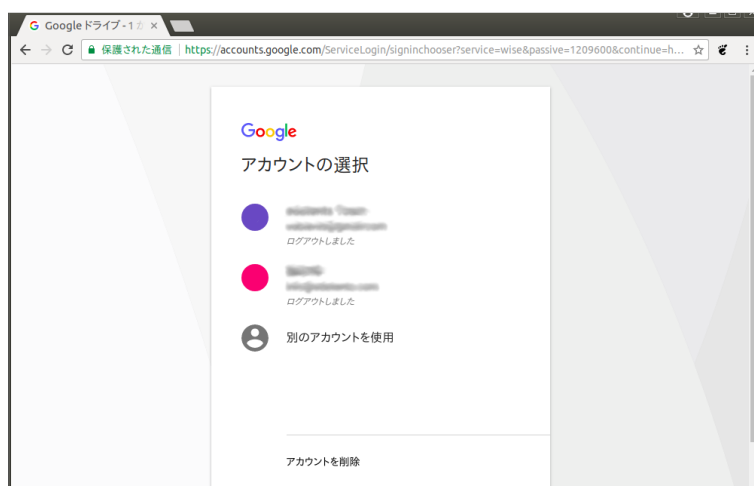 Google ドライブ - 1 か
保護された通信
https://accounts.google.com/ServiceLogin/signinchooser?service=wise&passive=1209600&continue=h...
Google
アカウントの選択
ログアウトしました
ログアウトしました
別のアカウントを使用
アカウントを削除